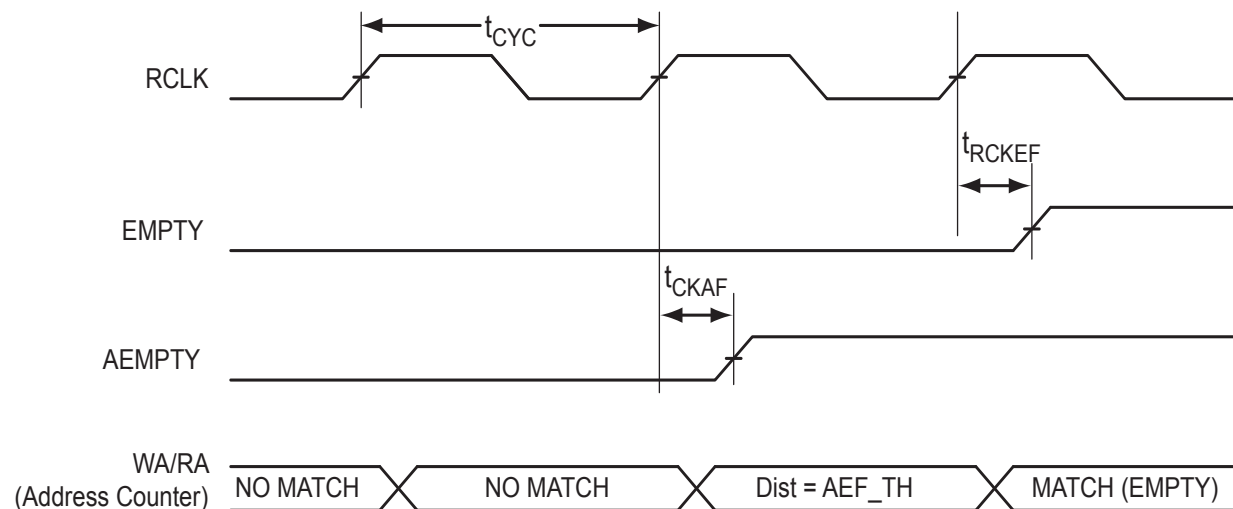 tCYC
RCLK
tRCKEF
EMPTY
tCKAF
AEMPTY
WA/RA
(Address Counter)
NO MATCH
NO MATCH
Dist = AEF_TH
MATCH (EMPTY)